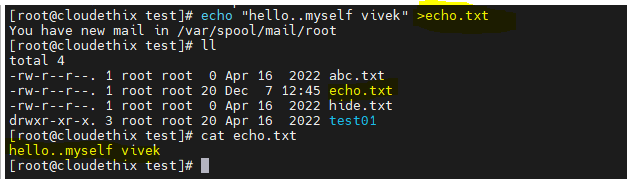 [root@cloudethix test]# echo "hello..myself vivek" >echo.txt
You have new mail in /var/spool/mail/root
[root@cloudethix test]# ll
total 4
-rw-r--r--. 1 root root  0 Apr 16  2022 abc.txt
-rw-r--r--. 1 root root 20 Dec  7 12:45 echo.txt
-rw-r--r--. 1 root root  0 Apr 16  2022 hide.txt
drwxr-xr-x. 3 root root 20 Apr 16  2022 test01
[root@cloudethix test]# cat echo.txt
hello..myself vivek
[root@cloudethix test]#